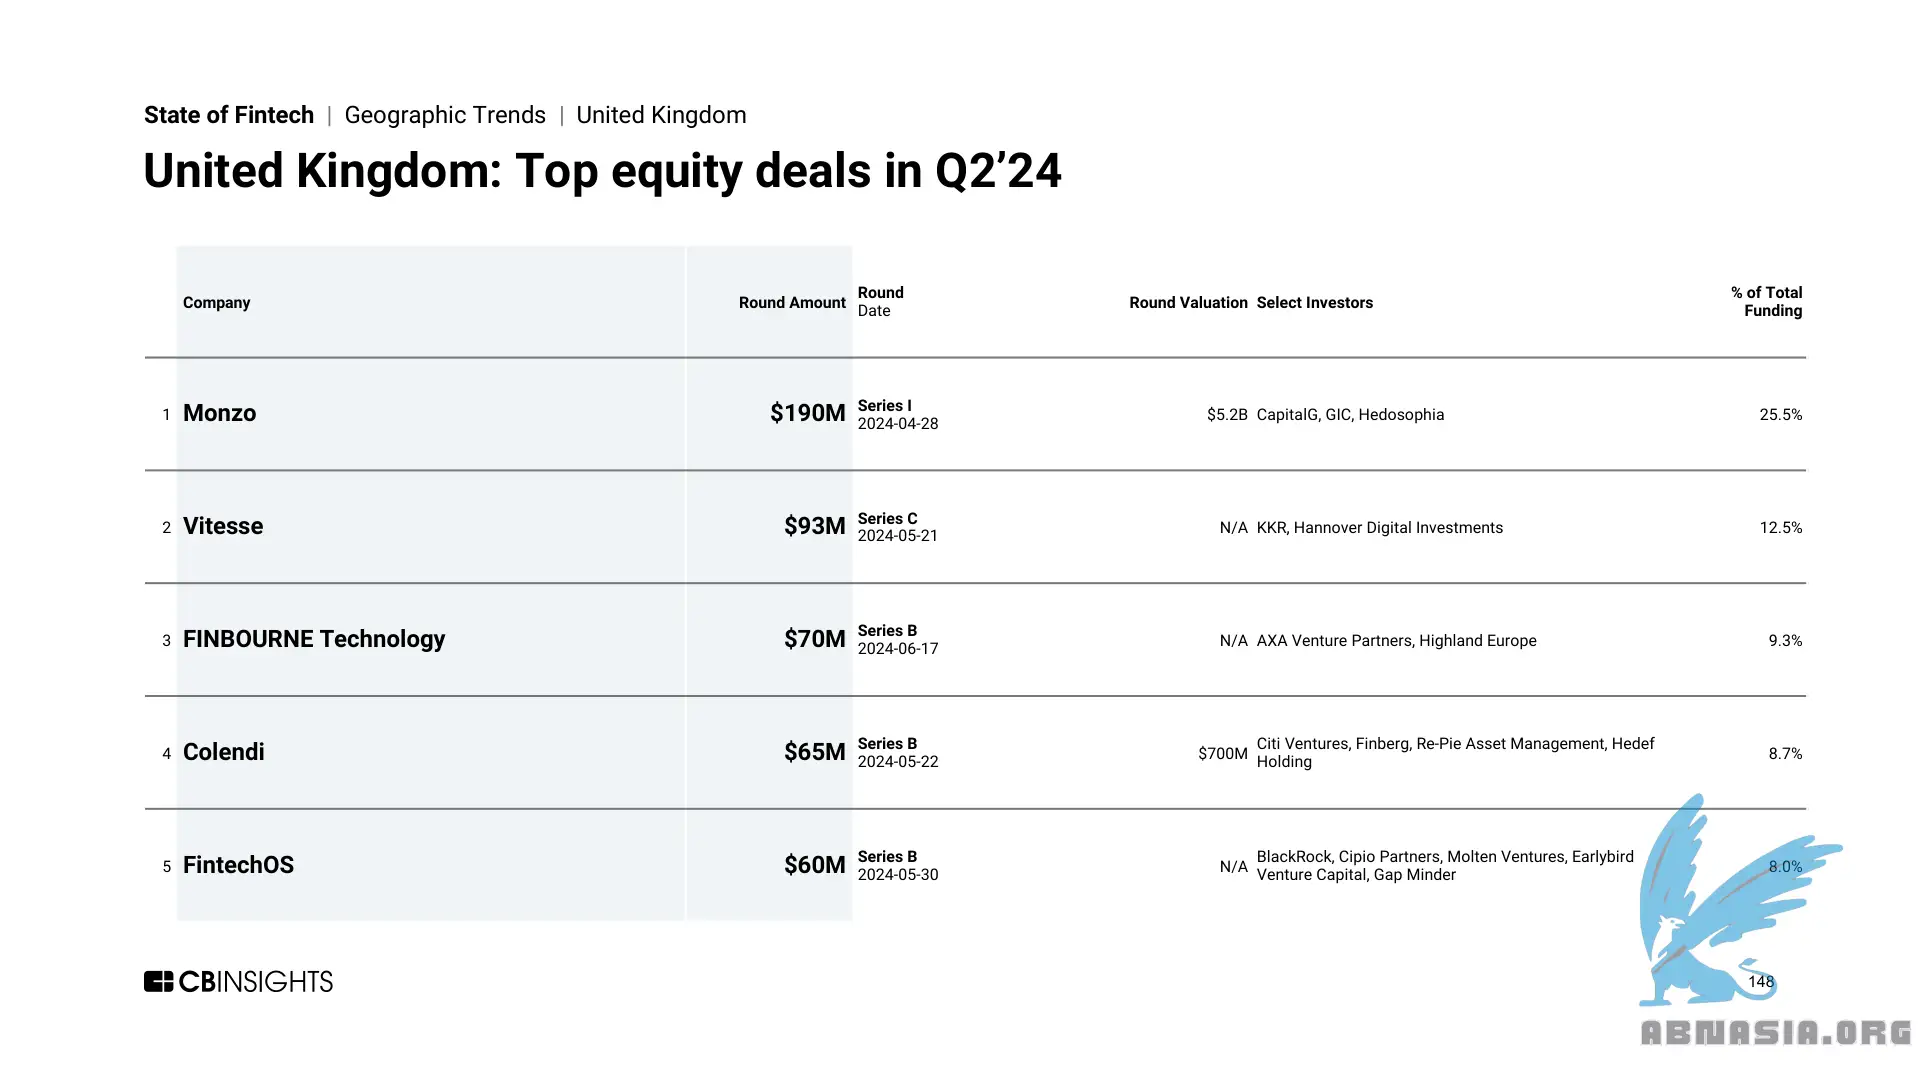 State of Fintech | Geographic Trends | United Kingdom
United Kingdom: Top equity deals in Q2’24
Company Round Amount Round Date Round Valuation Select Investors % of Total Funding
1 Monzo $190M Series I 2024-04-28 $5.2B CapitalG, GIC, Hedosophia 25.5%
2 Vitesse $93M Series C 2024-05-21 N/A KKR, Hannover Digital Investments 12.5%
3 FINBOURNE Technology $70M Series B 2024-06-17 N/A AXA Venture Partners, Highland Europe 9.3%
4 Colendi $65M Series B 2024-05-22 $700M Citi Ventures, Finberg, Re-Pie Asset Management, Hedef Holding 8.7%
5 FintechOS $60M Series B 2024-05-30 N/A BlackRock, Cipio Partners, Molten Ventures, Earlybird Venture Capital, Gap Minder 8.0%
CBINSIGHTS
148
ABNASIA.ORG